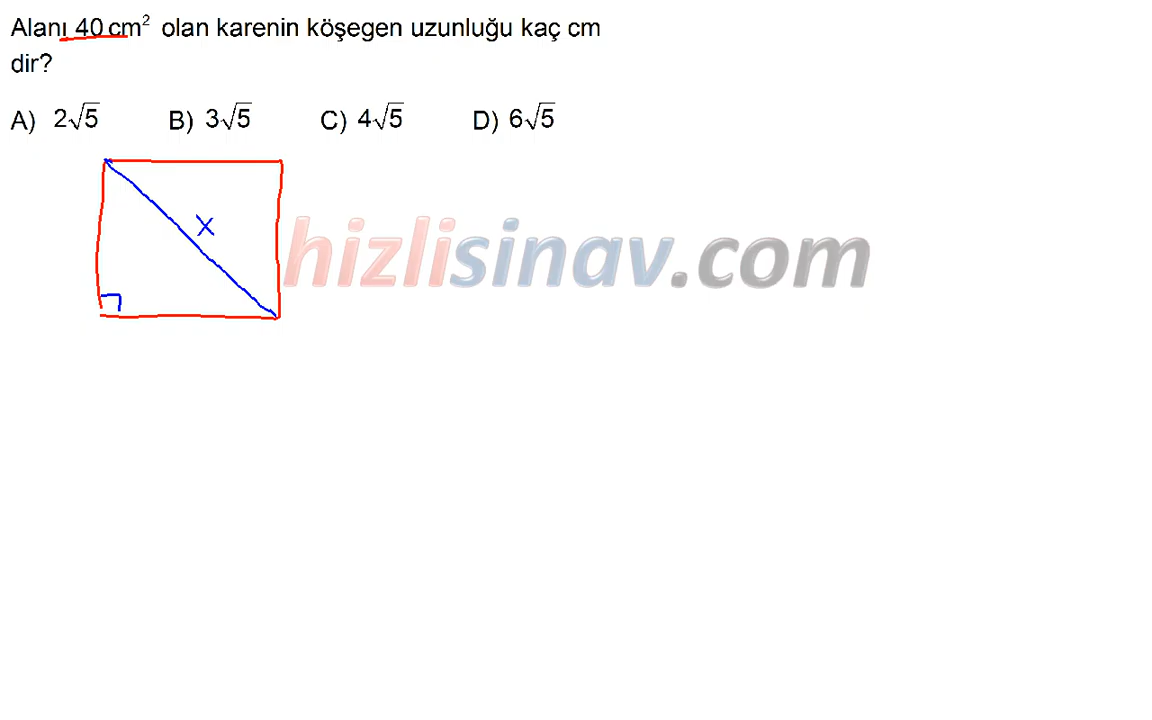 Alanı 40 cm² olan karenin köşegen uzunluğu kaç cm
dir?
A) 2√5 B) 3√5 C) 4√5 D) 6√5
x
hizlisinav.com